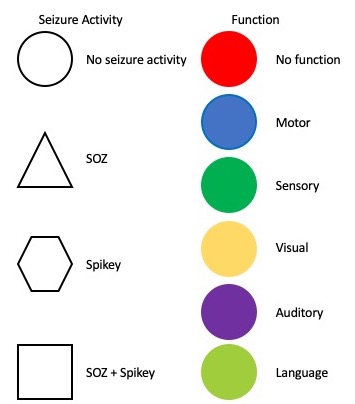 Seizure Activity
Function
No seizure activity
No function
Motor
SOZ
Sensory
Visual
Spikey
Auditory
SOZ + Spikey
Language